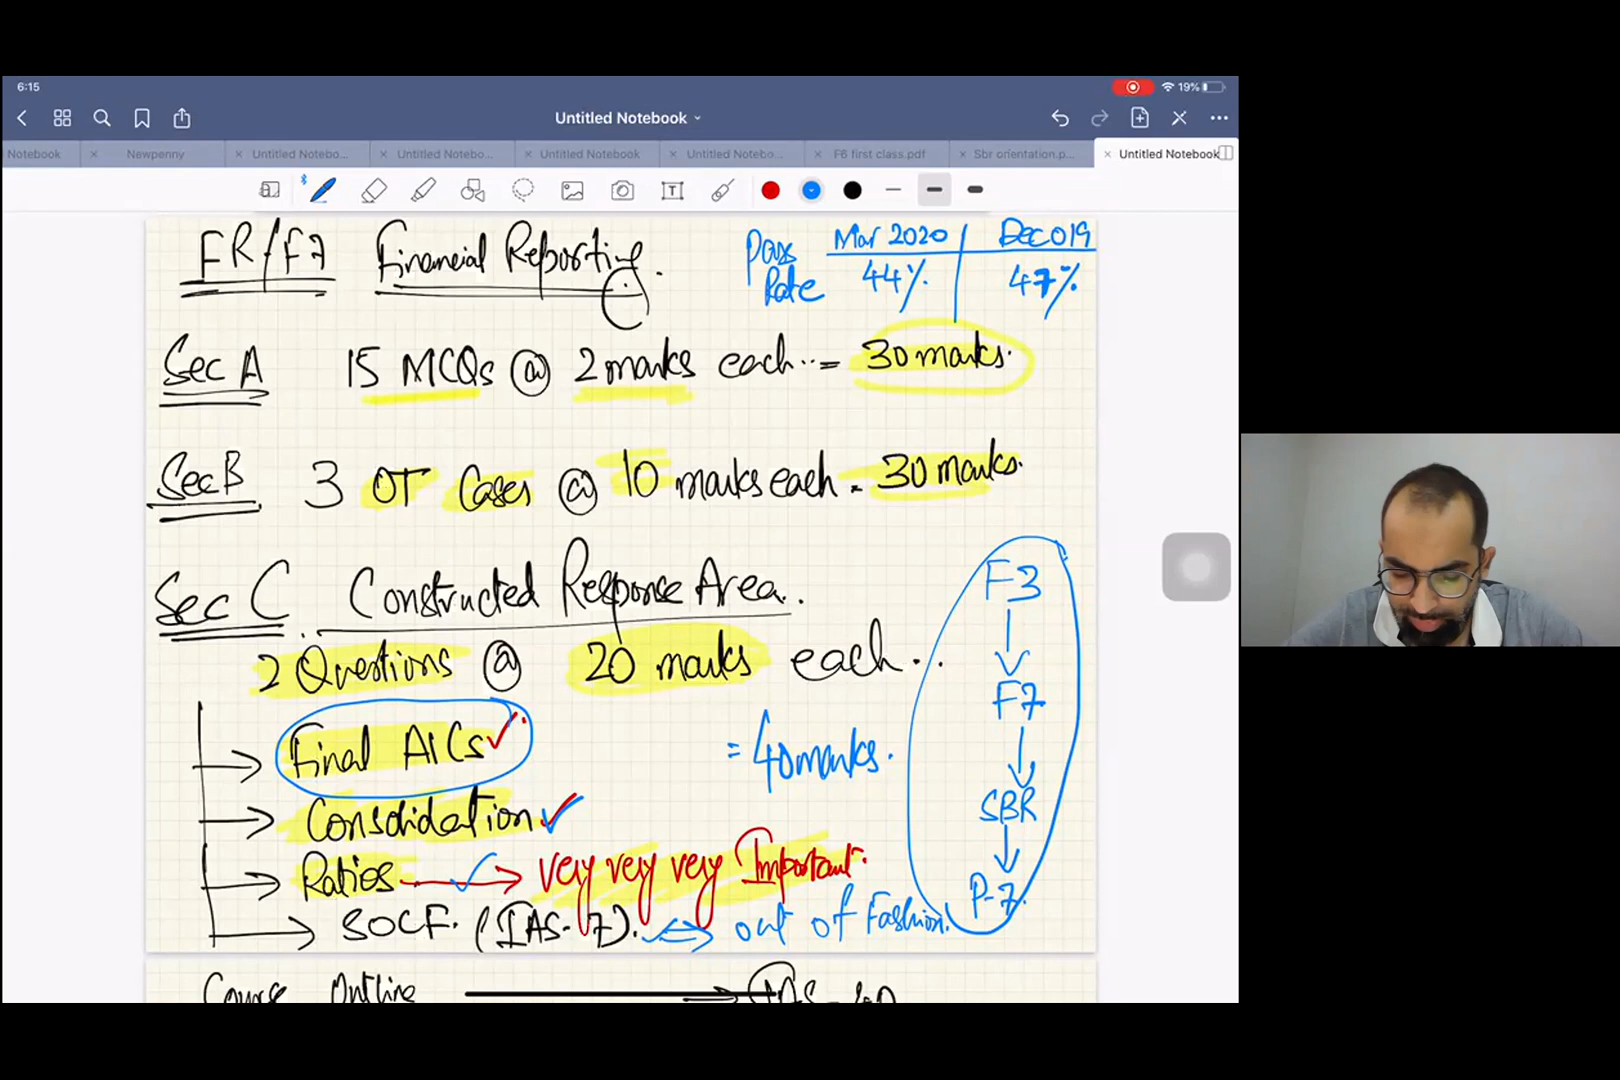 6:15
19%
Untitled Notebook
Notebook
Newpenny
Untitled Notebo...
Untitled Notebo...
Untitled Notebook
Untitled Notebo...
F6 first class.pdf
Sbr orientation.p...
Untitled Notebook
FR/F7 Financial Reporting.
Pass Rate
Mar 2020 Dec 019
44% 47%
Sec A 15 MCQs @ 2 marks each.. = 30 marks.
Sec B 3 OT Cases @ 10 marks each = 30 marks.
Sec C Constructed Response Area.
2 Questions @ 20 marks each..
Final A/Cs
= 40 marks.
Consolidation
Ratios → very very very Important.
SOCF. (IAS-7). out of Fashion.
F3
F7
SBR
P-7.
Course Outline